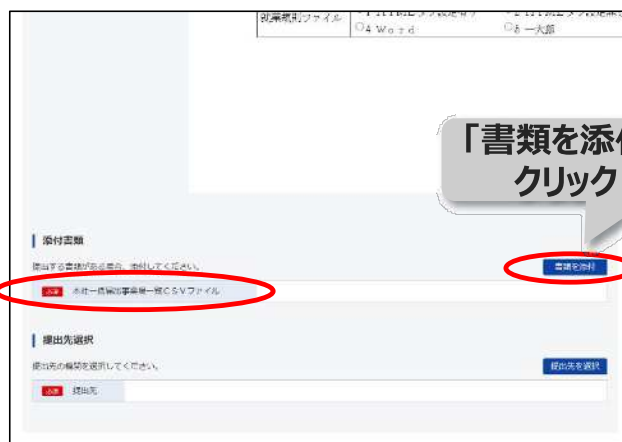 就業規則ファイル
○4 Word
○8 一太郎
「書類を添付
クリック
添付書類
提出する書類がある場合、添付してください。
書類を添付
必須 本社一括届出事業場一覧CSVファイル
提出先選択
提出先の機関を選択してください。
提出先を選択
必須 提出先